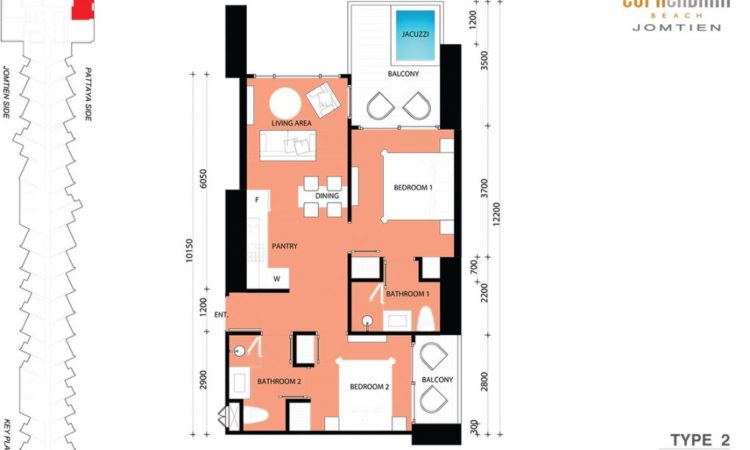 COPACABANA
BEACH
JOMTIEN
JOMTIEN SIDE
PATTAYA SIDE
1200
JACUZZI
BALCONY
3500
LIVING AREA
6050
DINING
BEDROOM 1
3700
12200
F
PANTRY
10150
W
700
BATHROOM 1
2200
1200
ENT.
BATHROOM 2
BEDROOM 2
BALCONY
2900
2800
300
KEY PLA
TYPE 2